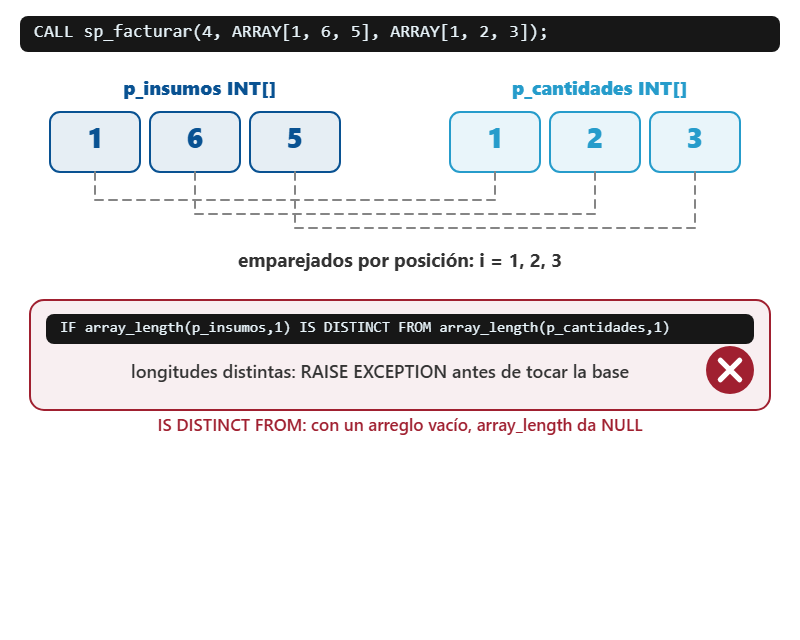 CALL sp_facturar(4, ARRAY[1, 6, 5], ARRAY[1, 2, 3]);
p_insumos INT[]
p_cantidades INT[]
1 6 5
1 2 3
emparejados por posición: i = 1, 2, 3
IF array_length(p_insumos,1) IS DISTINCT FROM array_length(p_cantidades,1)
longitudes distintas: RAISE EXCEPTION antes de tocar la base
IS DISTINCT FROM: con un arreglo vacío, array_length da NULL